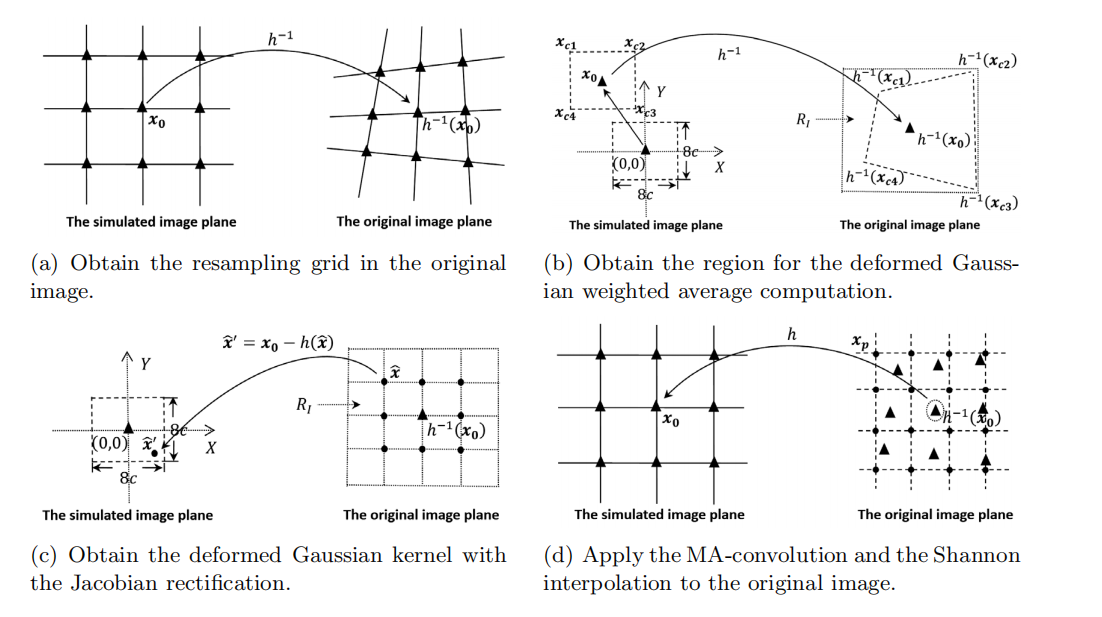 h⁻¹
x₀
h⁻¹(x₀)
The simulated image plane
The original image plane
(a) Obtain the resampling grid in the original
image.
x_c1
x_c2
h⁻¹
x₀
Y
x_c4
x_c3
(0,0)
8c
X
8c
h⁻¹(x_c2)
h⁻¹(x_c1)
R_I
h⁻¹(x₀)
h⁻¹(x_c4)
h⁻¹(x_c3)
The simulated image plane
The original image plane
(b) Obtain the region for the deformed Gauss-
ian weighted average computation.
x̂′ = x₀ − h(x̂)
Y
8c
(0,0)
x̂′
X
8c
x̂
R_I
h⁻¹(x₀)
The simulated image plane
The original image plane
(c) Obtain the deformed Gaussian kernel with
the Jacobian rectification.
h
x_p
x₀
h⁻¹(x₀)
The simulated image plane
The original image plane
(d) Apply the MA-convolution and the Shannon
interpolation to the original image.